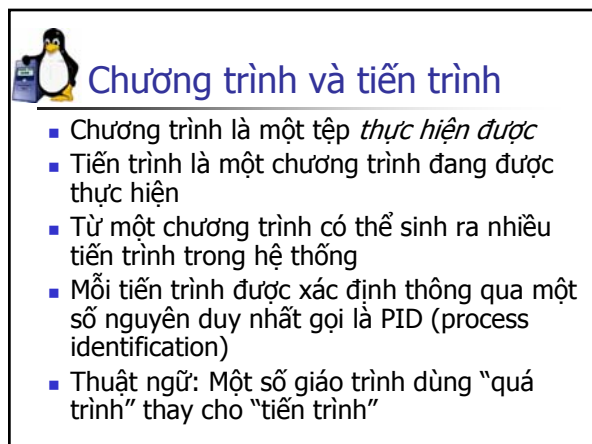 Chương trình và tiến trình
Chương trình là một tệp thực hiện được
Tiến trình là một chương trình đang được
thực hiện
Từ một chương trình có thể sinh ra nhiều
tiến trình trong hệ thống
Mỗi tiến trình được xác định thông qua một
số nguyên duy nhất gọi là PID (process
identification)
Thuật ngữ: Một số giáo trình dùng “quá
trình” thay cho “tiến trình”